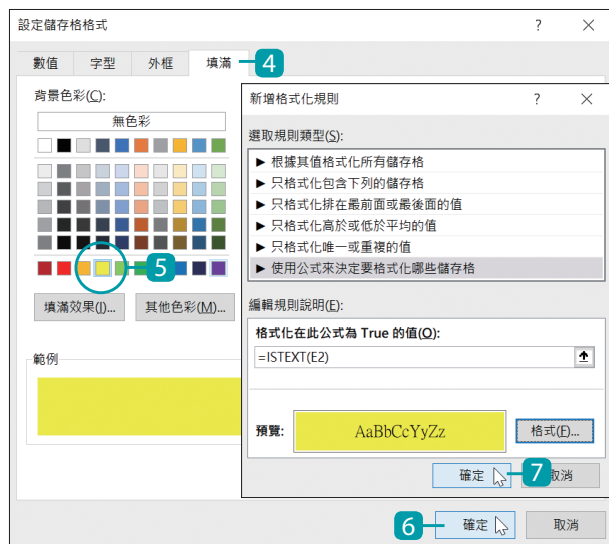 設定儲存格格式 ?
數值 字型 外框 填滿 4
背景色彩(C):
無色彩
5
填滿效果(I)... 其他色彩(M)...
範例
新增格式化規則 ?
選取規則類型(S):
► 根據其值格式化所有儲存格
► 只格式化包含下列的儲存格
► 只格式化排在最前面或最後面的值
► 只格式化高於或低於平均的值
► 只格式化唯一或重複的值
► 使用公式來決定要格式化哪些儲存格
編輯規則說明(E):
格式化在此公式為 True 的值(O):
=ISTEXT(E2)
預覽: AaBbCcYyZz 格式(F)...
確定 7 取消
6 確定 取消